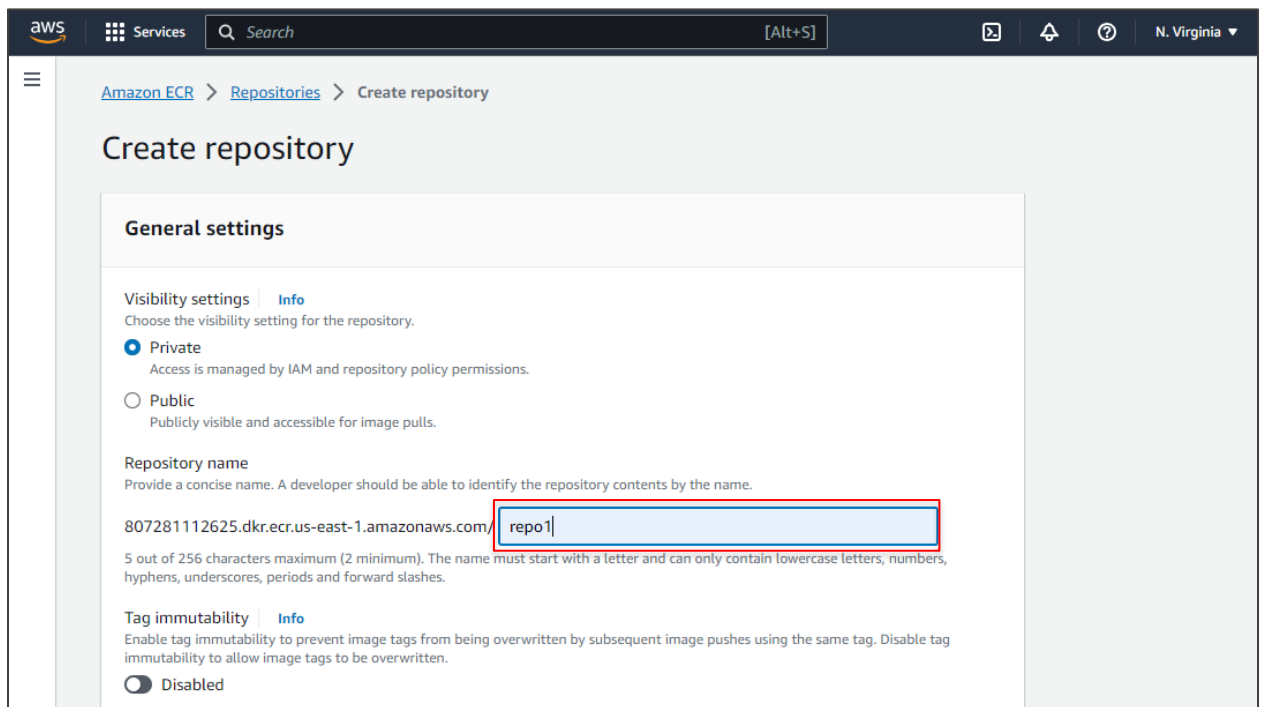 aws Services Search [Alt+S] N. Virginia
Amazon ECR > Repositories > Create repository
Create repository
General settings
Visibility settings Info
Choose the visibility setting for the repository.
Private
Access is managed by IAM and repository policy permissions.
Public
Publicly visible and accessible for image pulls.
Repository name
Provide a concise name. A developer should be able to identify the repository contents by the name.
807281112625.dkr.ecr.us-east-1.amazonaws.com/ repo1
5 out of 256 characters maximum (2 minimum). The name must start with a letter and can only contain lowercase letters, numbers,
hyphens, underscores, periods and forward slashes.
Tag immutability Info
Enable tag immutability to prevent image tags from being overwritten by subsequent image pushes using the same tag. Disable tag
immutability to allow image tags to be overwritten.
Disabled